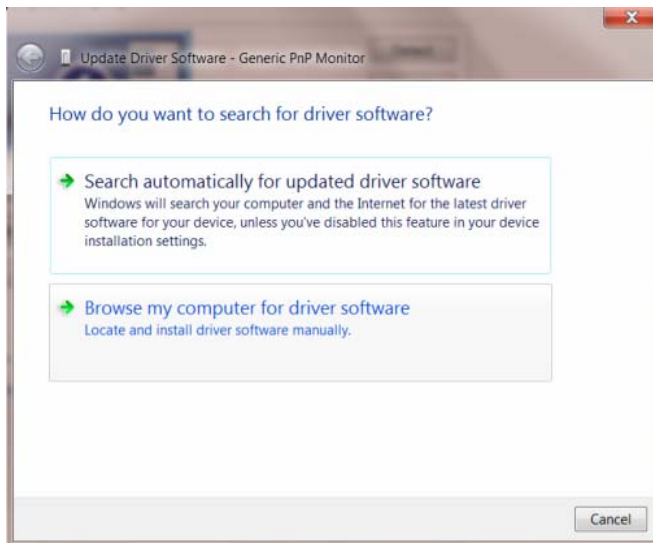 Update Driver Software - Generic PnP Monitor
How do you want to search for driver software?
Search automatically for updated driver software
Windows will search your computer and the Internet for the latest driver
software for your device, unless you've disabled this feature in your device
installation settings.
Browse my computer for driver software
Locate and install driver software manually.
Cancel